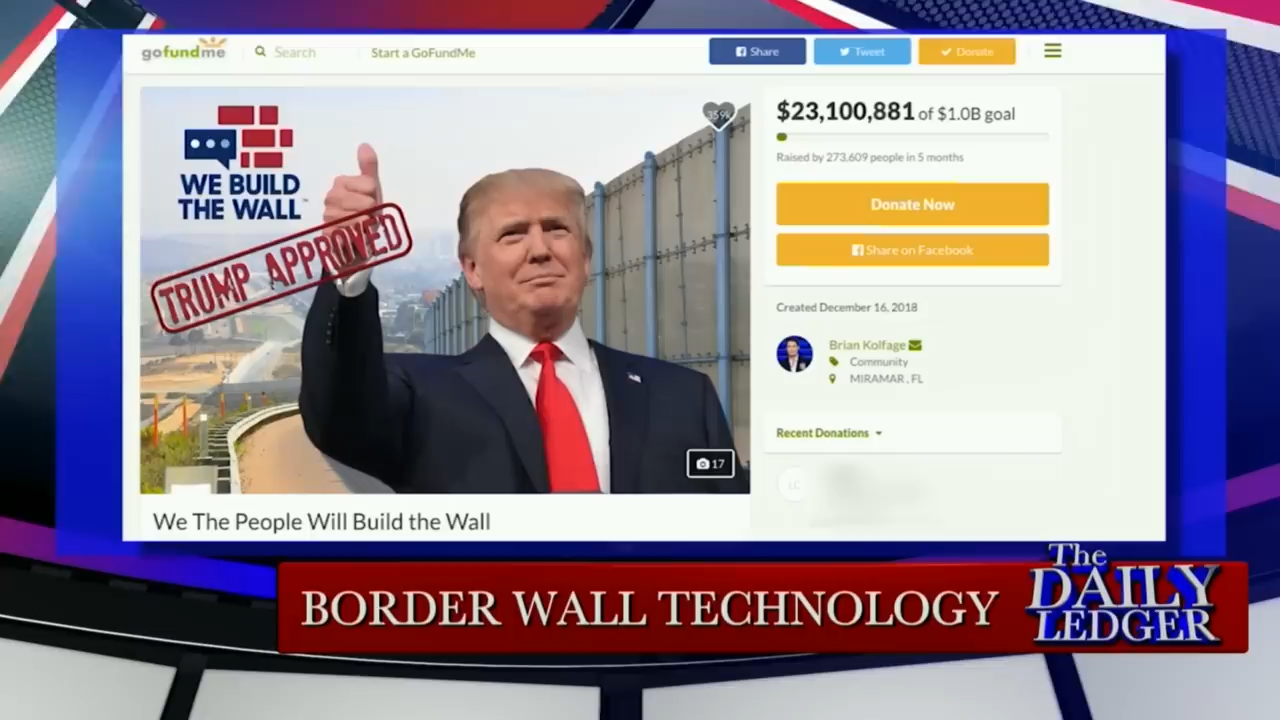 gofundme
Search
Start a GoFundMe
Share
Tweet
Donate
WE BUILD
THE WALL
TRUMP APPROVED
$23,100,881 of $1.0B goal
Raised by 273,609 people in 5 months
Donate Now
Share on Facebook
Created December 16, 2018
Brian Kolfage
Community
MIRAMAR, FL
Recent Donations
LC
17
We The People Will Build the Wall
BORDER WALL TECHNOLOGY
The
DAILY
LEDGER